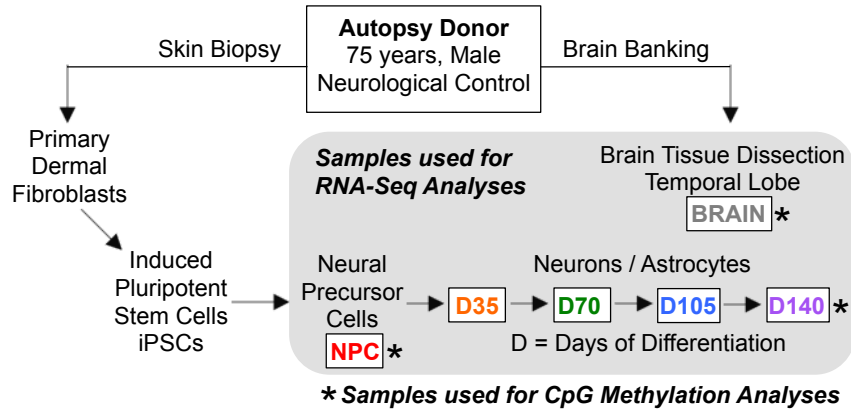 Autopsy Donor
75 years, Male
Neurological Control
Skin Biopsy
Brain Banking
Primary
Dermal
Fibroblasts
Induced
Pluripotent
Stem Cells
iPSCs
Samples used for
RNA-Seq Analyses
Brain Tissue Dissection
Temporal Lobe
BRAIN *
Neural
Precursor
Cells
NPC *
Neurons / Astrocytes
D35 D70 D105 D140 *
D = Days of Differentiation
* Samples used for CpG Methylation Analyses